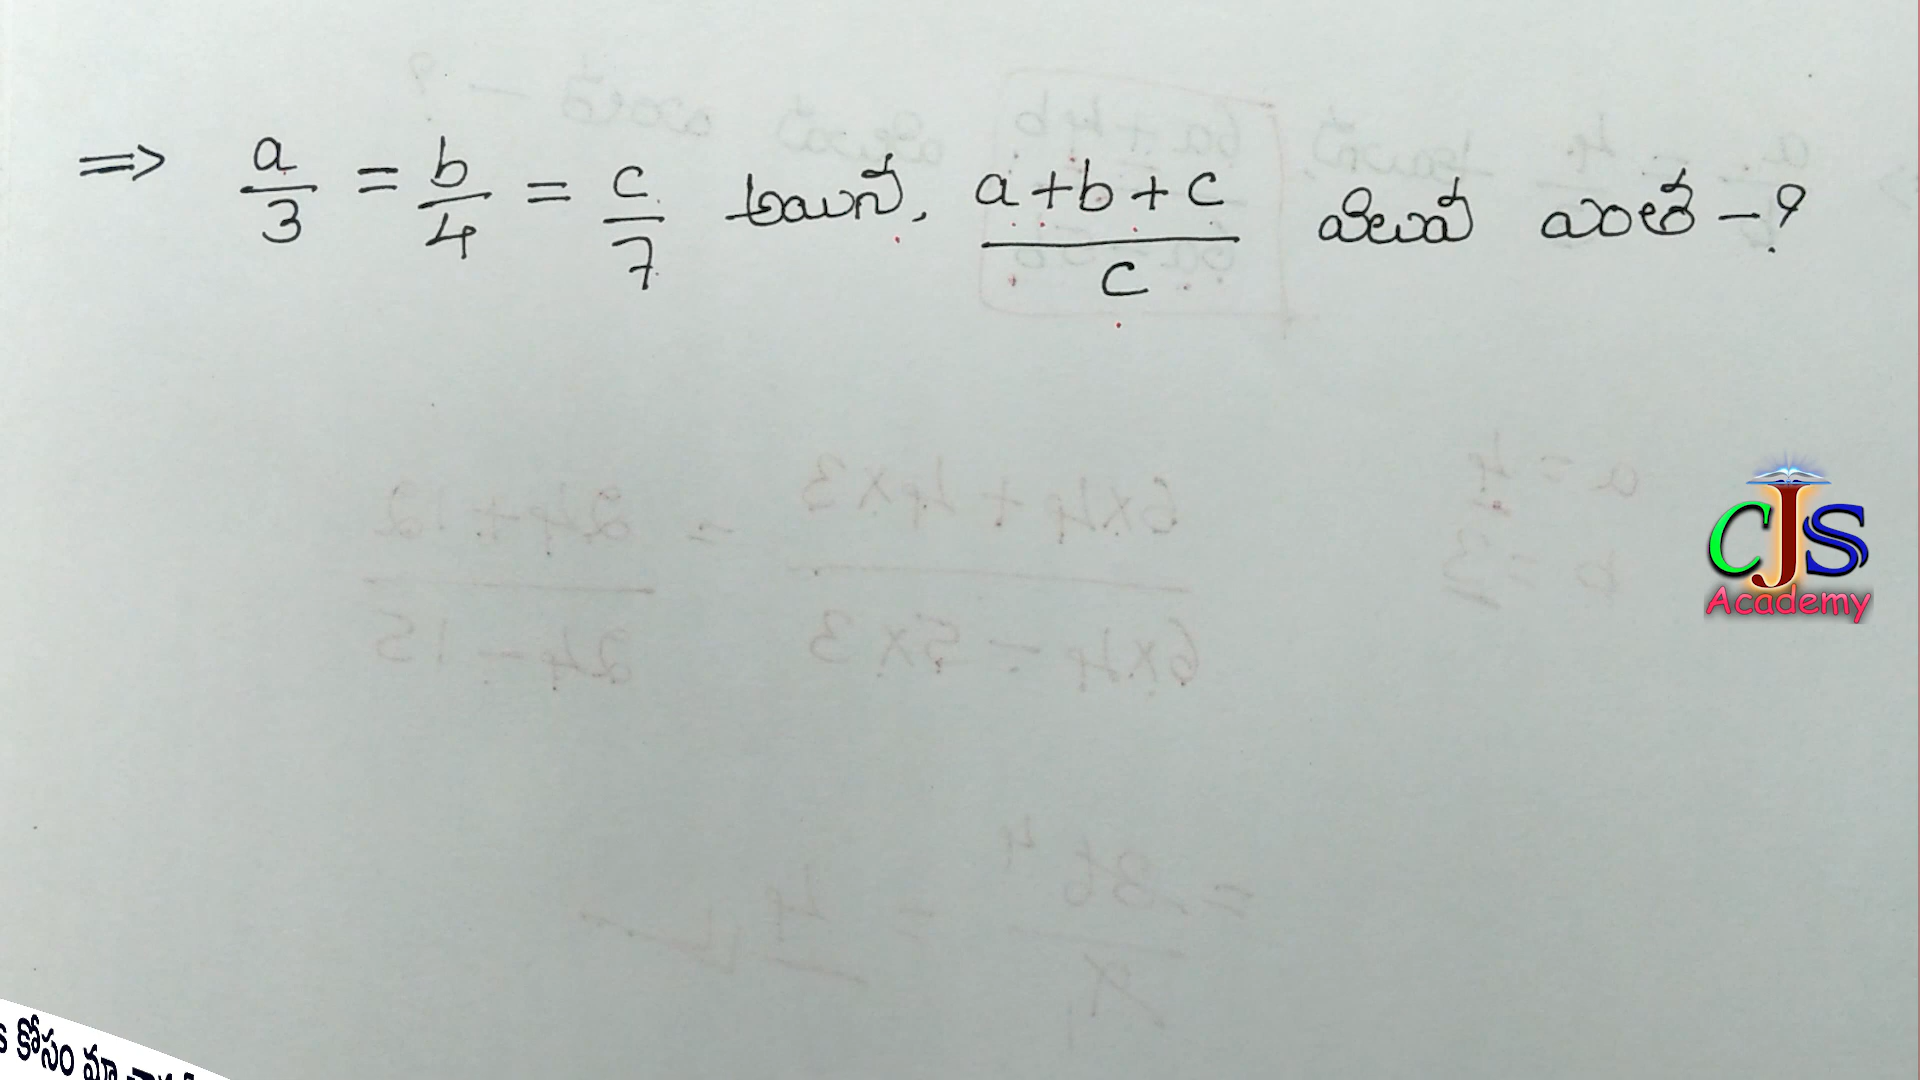 => a/3 = b/4 = c/7 అయిన, (a+b+c)/c విలువ ఎంత - ?
CJS
Academy
s కోసం మా